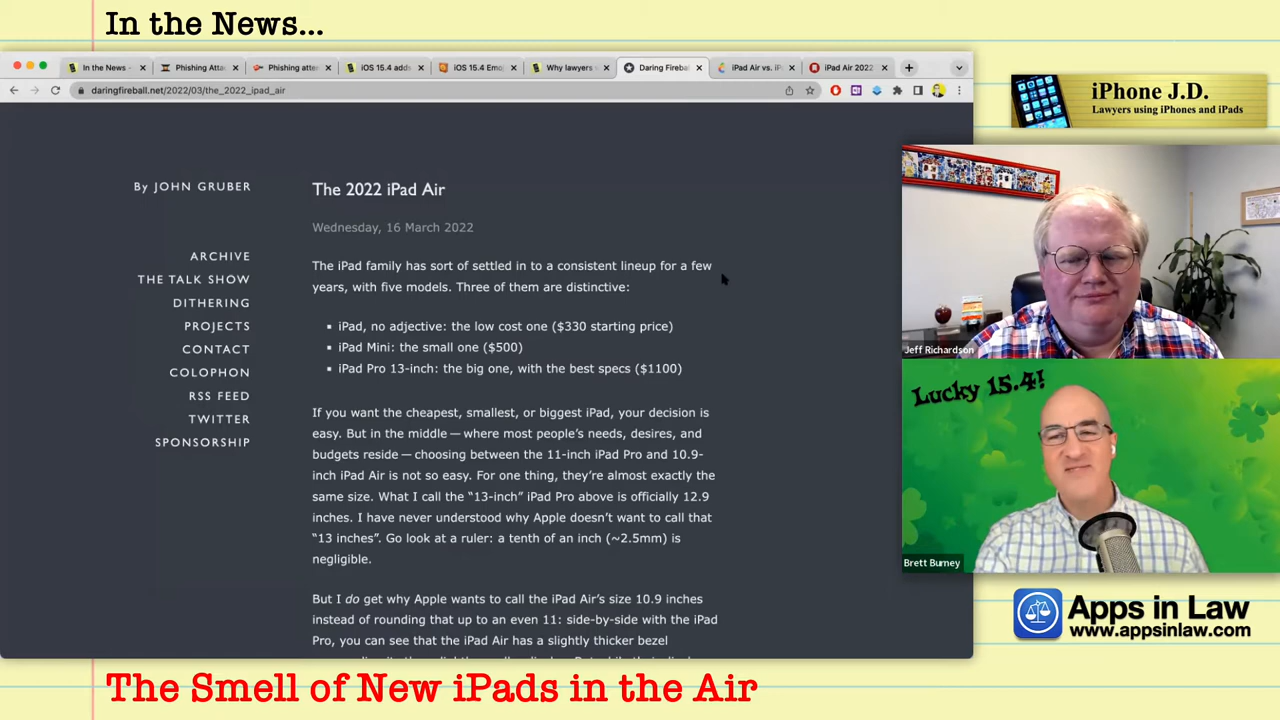 In the News...
In the News -
Phishing Atta
Phishing atten
iOS 15.4 adds
iOS 15.4 Emo
Why lawyers
Daring Fireball
iPad Air vs. iP
iPad Air 2022
daringfireball.net/2022/03/the_2022_ipad_air
iPhone J.D.
Lawyers using iPhones and iPads
By JOHN GRUBER
ARCHIVE
THE TALK SHOW
DITHERING
PROJECTS
CONTACT
COLOPHON
RSS FEED
TWITTER
SPONSORSHIP
The 2022 iPad Air
Wednesday, 16 March 2022
The iPad family has sort of settled in to a consistent lineup for a few
years, with five models. Three of them are distinctive:
▪ iPad, no adjective: the low cost one ($330 starting price)
▪ iPad Mini: the small one ($500)
▪ iPad Pro 13-inch: the big one, with the best specs ($1100)
If you want the cheapest, smallest, or biggest iPad, your decision is
easy. But in the middle — where most people's needs, desires, and
budgets reside — choosing between the 11-inch iPad Pro and 10.9-
inch iPad Air is not so easy. For one thing, they're almost exactly the
same size. What I call the “13-inch” iPad Pro above is officially 12.9
inches. I have never understood why Apple doesn't want to call that
“13 inches”. Go look at a ruler: a tenth of an inch (~2.5mm) is
negligible.
But I do get why Apple wants to call the iPad Air's size 10.9 inches
instead of rounding that up to an even 11: side-by-side with the iPad
Pro, you can see that the iPad Air has a slightly thicker bezel
Jeff Richardson
Lucky 15.4!
Brett Burney
Apps in Law
www.appsinlaw.com
The Smell of New iPads in the Air